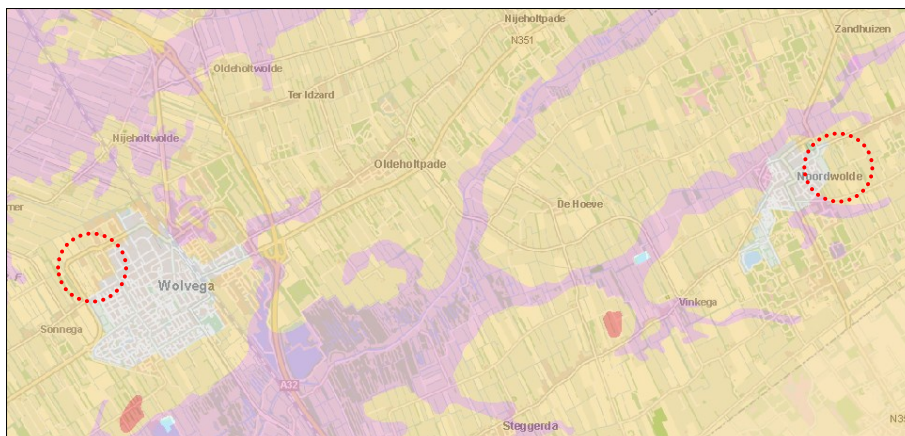 Nijeholtpade
Zandhuizen
N351
Oldeholtwolde
Ter Idzard
Nijeholtwolde
Oldeholtpade
Noordwolde
De Hoeve
Wolvega
Vinkega
Sonnega
A32
Steggerda